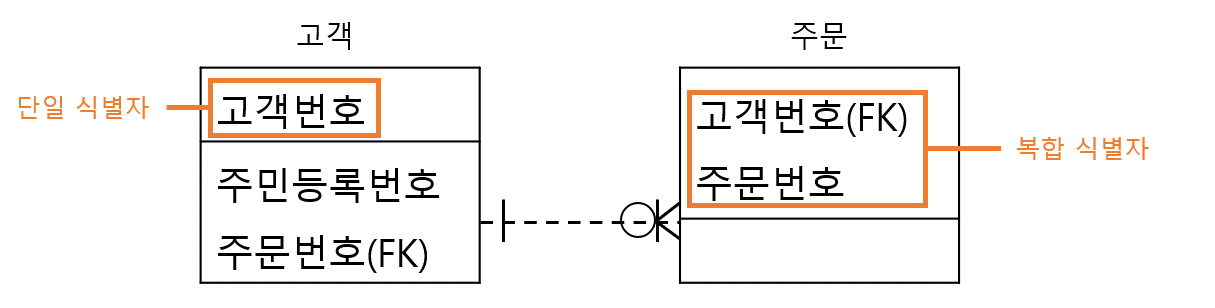 고객
주문
단일 식별자
고객번호
주민등록번호
주문번호(FK)
고객번호(FK)
주문번호
복합 식별자